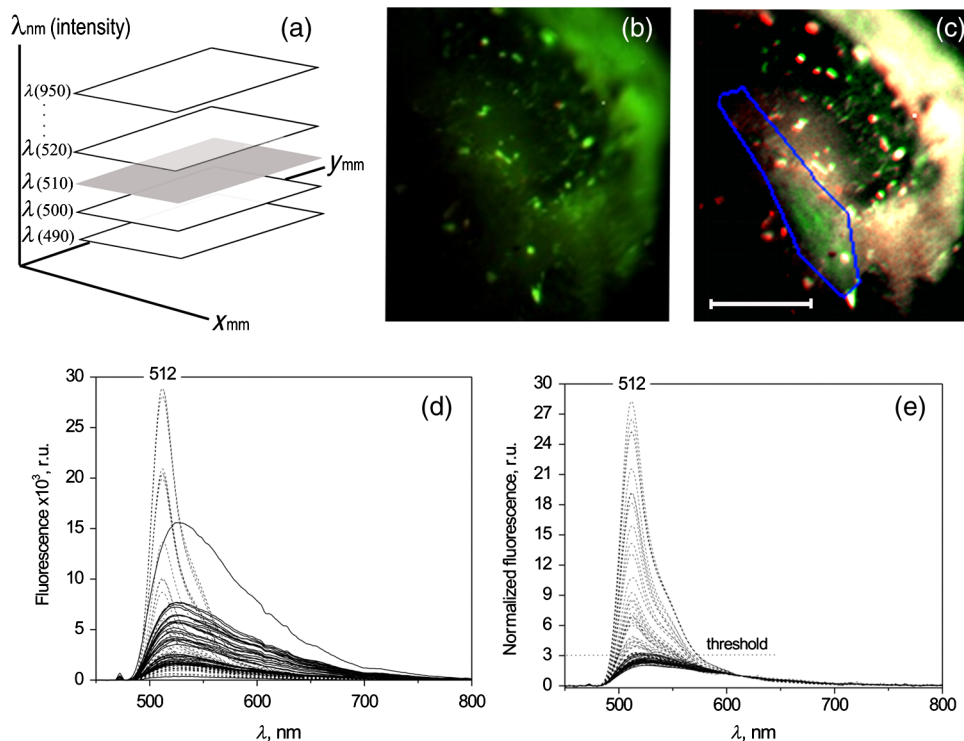 λnm (intensity)
(a)
λ(950)
λ(520)
λ(510)
λ(500)
λ(490)
ymm
xmm
(b)
(c)
(d)
512
30
25
20
15
10
5
0
500
600
700
800
Fluorescence x10³, r.u.
λ, nm
(e)
512
30
27
24
21
18
15
12
9
6
3
0
threshold
500
600
700
800
Normalized fluorescence, r.u.
λ, nm